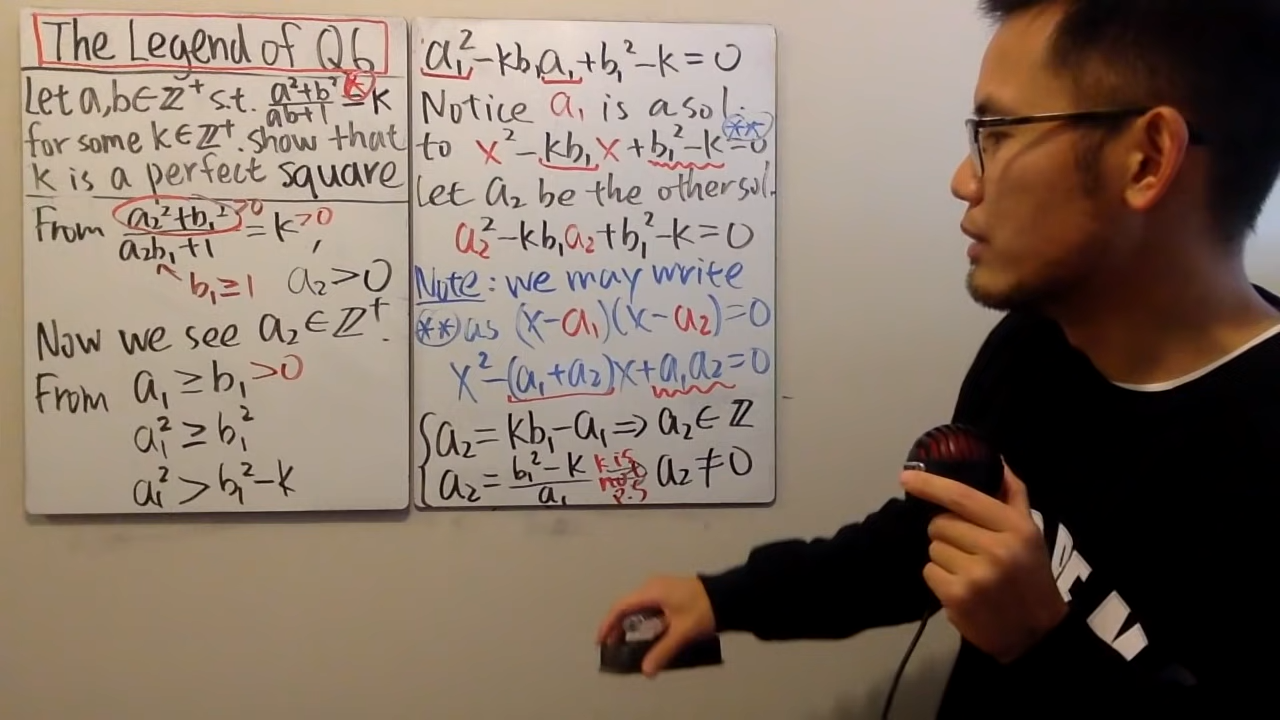 The Legend of Q6
Let a, b ∈ ℤ⁺ s.t. (a²+b²)/(ab+1) = k (*)
for some k ∈ ℤ⁺. show that
k is a perfect square
From (a₂²+b₁²)/(a₂b₁+1) = k >0 >0,
b₁≥1 a₂>0
Now we see a₂ ∈ ℤ⁺.
From a₁ ≥ b₁ >0
a₁² ≥ b₁²
a₁² > b₁²-k
a₁²-kb₁a₁+b₁²-k=0
Notice a₁ is a sol.
to x²-kb₁x+b₁²-k=0 (**)
Let a₂ be the other sol.
a₂²-kb₁a₂+b₁²-k=0
Note: we may write
(**) as (x-a₁)(x-a₂)=0
x²-(a₁+a₂)x+a₁a₂=0
{a₂=kb₁-a₁ ⇒ a₂ ∈ ℤ
a₂=(b₁²-k)/a₁ k is not p.s ⇒ a₂≠0